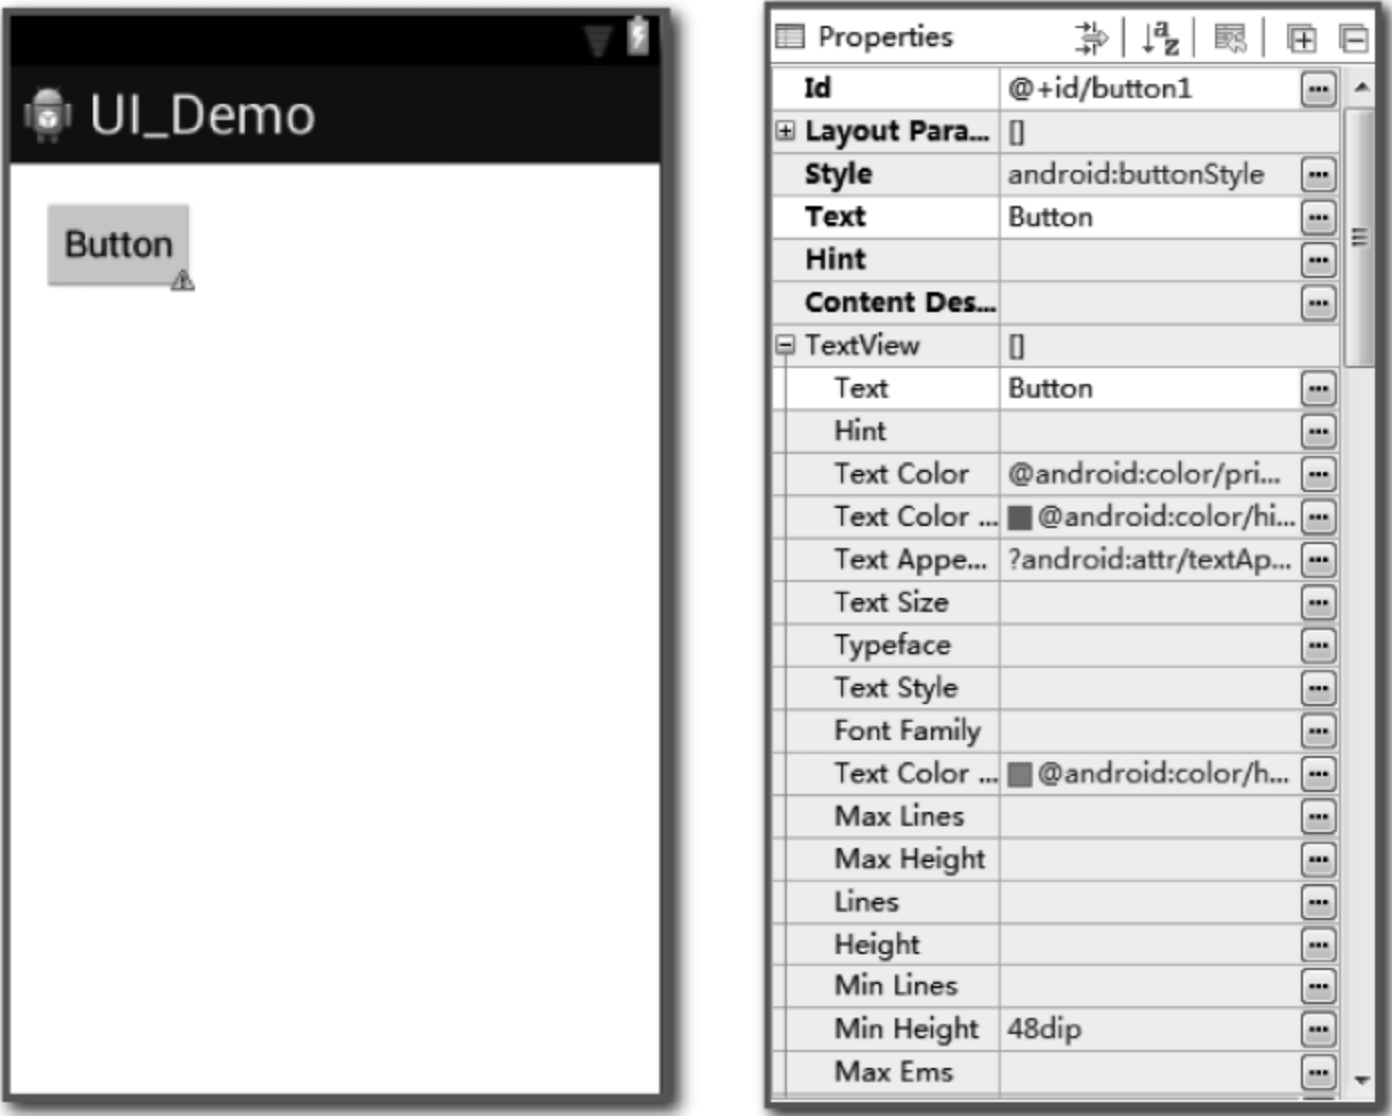 UI_Demo
Button
Properties
Id @+id/button1
Layout Para... []
Style android:buttonStyle
Text Button
Hint
Content Des...
TextView []
Text Button
Hint
Text Color @android:color/pri...
Text Color ... @android:color/hi...
Text Appe... ?android:attr/textAp...
Text Size
Typeface
Text Style
Font Family
Text Color ... @android:color/h...
Max Lines
Max Height
Lines
Height
Min Lines
Min Height 48dip
Max Ems